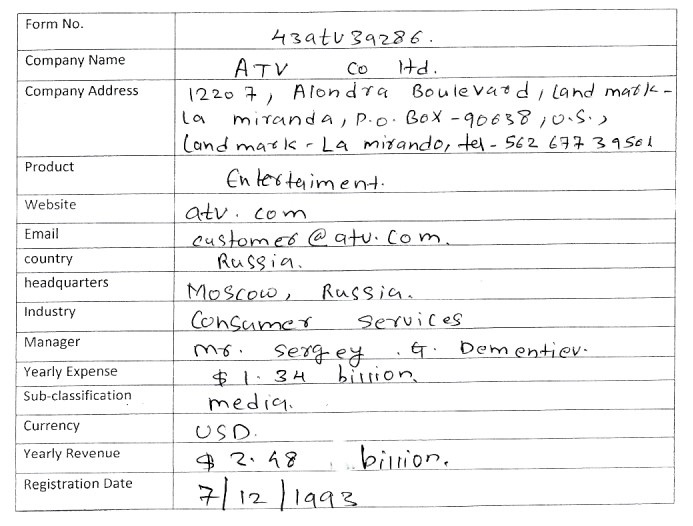 Form No. 43atv39286.
Company Name ATV Co ltd.
Company Address 12207, Alondra Boulevard, land mark -
La miranda, P.O. BOX - 90638, U.S.,
Land mark - La mirando, tel - 562 677 39501
Product Entertaiment.
Website atv.com
Email customer@atv.com.
country Russia.
headquarters Moscow, Russia.
Industry Consumer Services
Manager mr. Sergey .G. Dementiev.
Yearly Expense $ 1.34 billion.
Sub-classification media.
Currency USD.
Yearly Revenue $ 2.48 billion.
Registration Date 7/12/1993